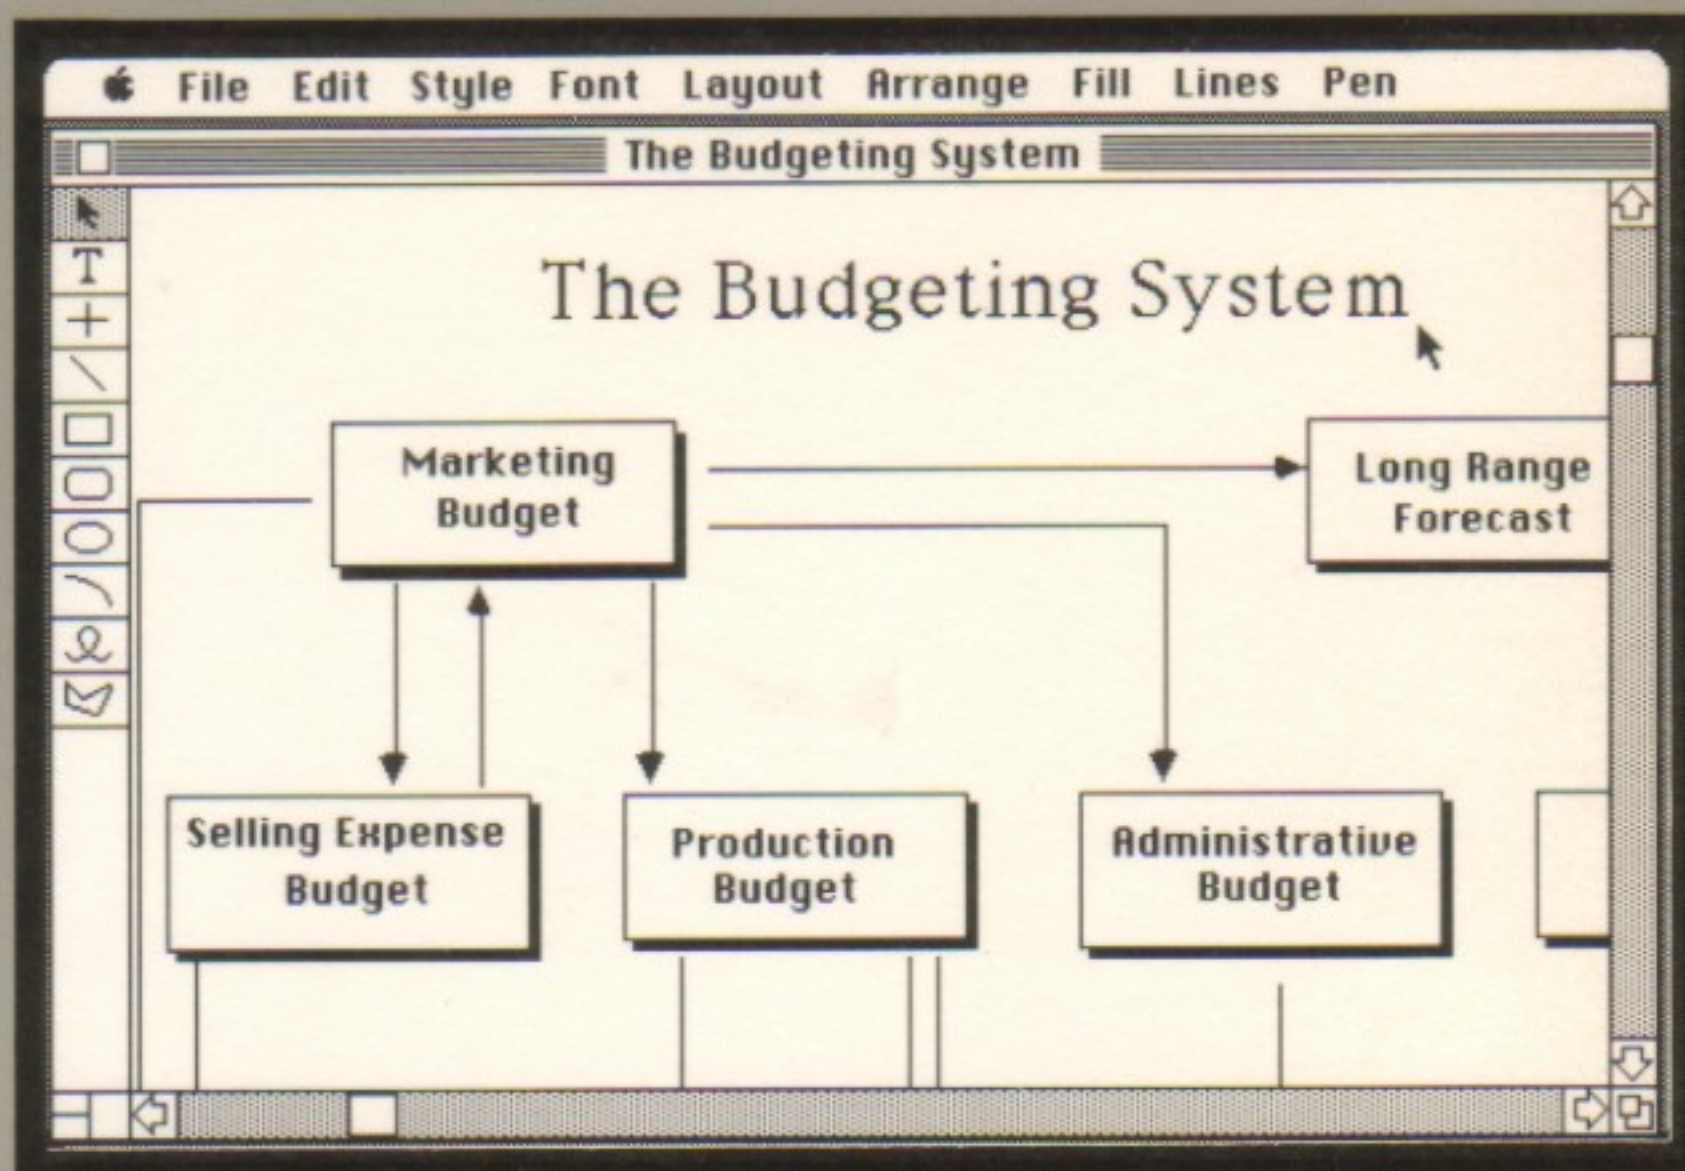 File Edit Style Font Layout Arrange Fill Lines Pen
The Budgeting System
T
The Budgeting System
Marketing
Budget
Long Range
Forecast
Selling Expense
Budget
Production
Budget
Administrative
Budget